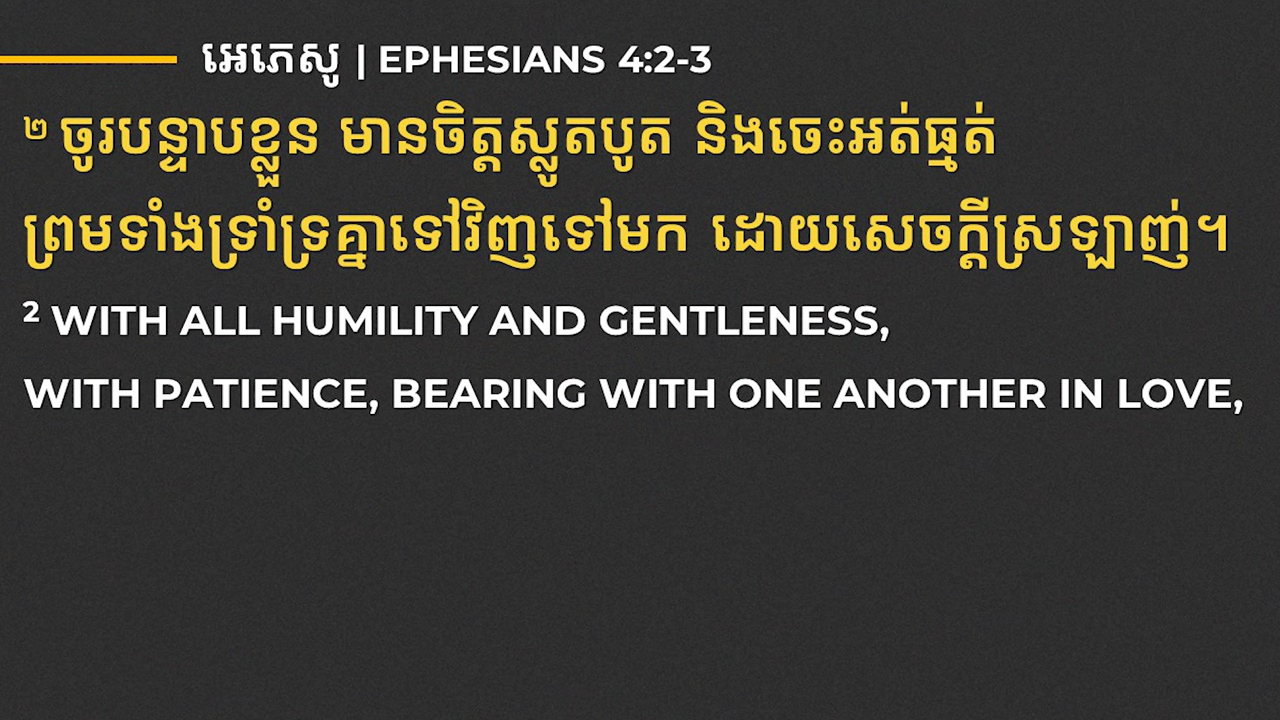 អេភេសូ | EPHESIANS 4:2-3
២ ចូរបន្ទាបខ្លួន មានចិត្តស្លូតបូត និងចេះអត់ធ្មត់
ព្រមទាំងទ្រាំទ្រគ្នាទៅវិញទៅមក ដោយសេចក្ដីស្រឡាញ់។
² WITH ALL HUMILITY AND GENTLENESS,
WITH PATIENCE, BEARING WITH ONE ANOTHER IN LOVE,